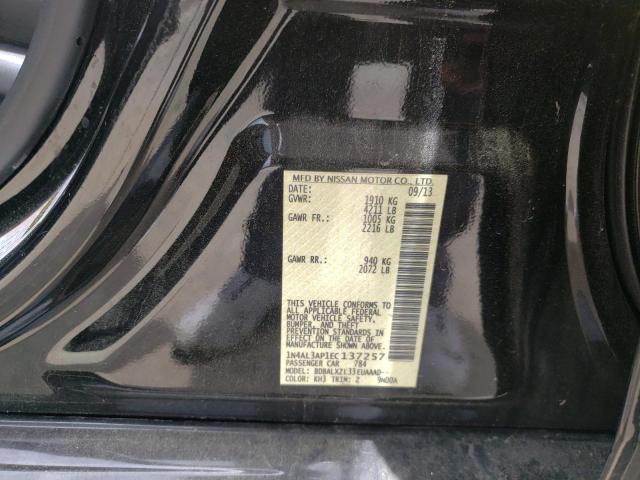 MFD BY NISSAN MOTOR CO., LTD.
DATE: 09/13
GVWR: 1910 KG
4211 LB
GAWR FR.: 1005 KG
2216 LB
GAWR RR.: 940 KG
2072 LB
THIS VEHICLE CONFORMS TO
ALL APPLICABLE FEDERAL
MOTOR VEHICLE SAFETY,
BUMPER, AND THEFT
PREVENTION STANDARDS IN
EFFECT ON THE DATE OF
MANUFACTURE SHOWN ABOVE.
1N4AL3AP1EC137257
PASSENGER CAR 784
MODEL: BDBALXZL33EUAAAD--
COLOR: KH3 TRIM: Z 9N00A